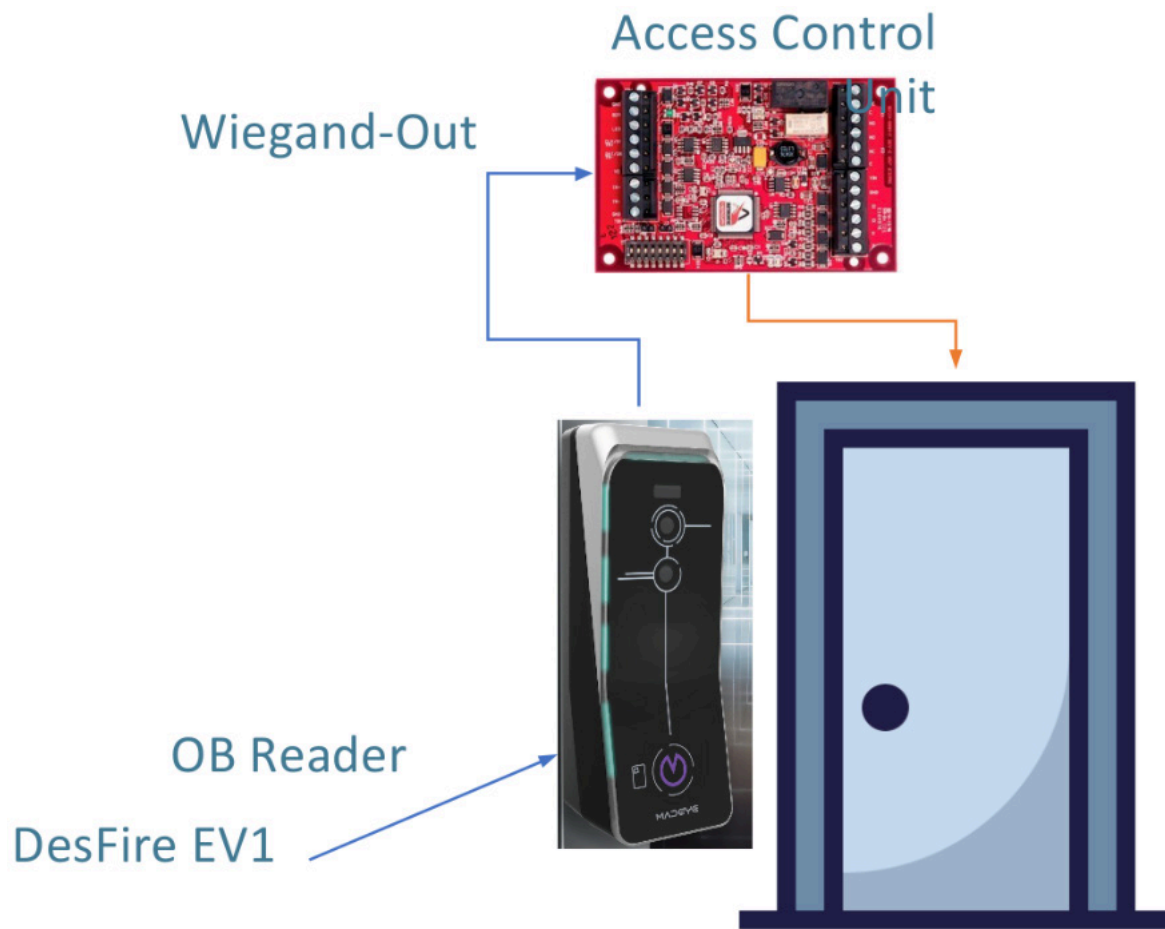 Access Control
Unit
Wiegand-Out
OB Reader
DesFire EV1